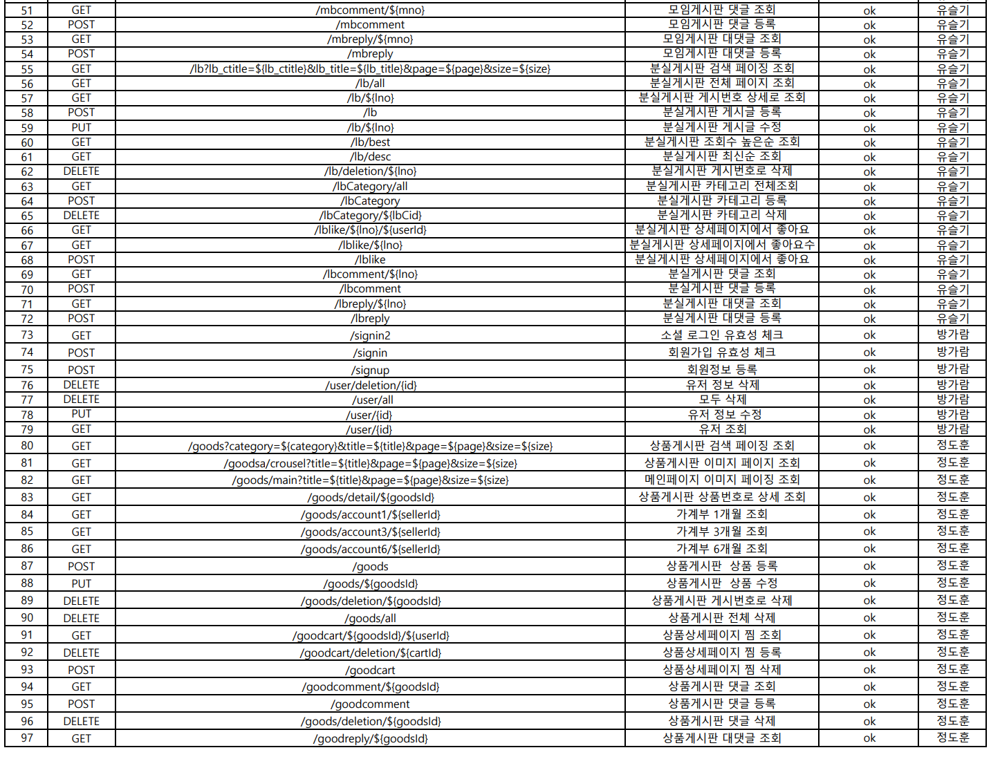 51 GET /mbcomment/${mno} 모임게시판 댓글 조회 ok 유슬기
52 POST /mbcomment 모임게시판 댓글 등록 ok 유슬기
53 GET /mbreply/${mno} 모임게시판 대댓글 조회 ok 유슬기
54 POST /mbreply 모임게시판 대댓글 등록 ok 유슬기
55 GET /lb?lb_ctitle=${lb_ctitle}&lb_title=${lb_title}&page=${page}&size=${size} 분실게시판 검색 페이징 조회 ok 유슬기
56 GET /lb/all 분실게시판 전체 페이지 조회 ok 유슬기
57 GET /lb/${lno} 분실게시판 게시번호 상세로 조회 ok 유슬기
58 POST /lb 분실게시판 게시글 등록 ok 유슬기
59 PUT /lb/${lno} 분실게시판 게시글 수정 ok 유슬기
60 GET /lb/best 분실게시판 조회수 높은순 조회 ok 유슬기
61 GET /lb/desc 분실게시판 최신순 조회 ok 유슬기
62 DELETE /lb/deletion/${lno} 분실게시판 게시번호로 삭제 ok 유슬기
63 GET /lbCategory/all 분실게시판 카테고리 전체조회 ok 유슬기
64 POST /lbCategory 분실게시판 카테고리 등록 ok 유슬기
65 DELETE /lbCategory/${lbCid} 분실게시판 카테고리 삭제 ok 유슬기
66 GET /lblike/${lno}/${userId} 분실게시판 상세페이지에서 좋아요 ok 유슬기
67 GET /lblike/${lno} 분실게시판 상세페이지에서 좋아요수 ok 유슬기
68 POST /lblike 분실게시판 상세페이지에서 좋아요 ok 유슬기
69 GET /lbcomment/${lno} 분실게시판 댓글 조회 ok 유슬기
70 POST /lbcomment 분실게시판 댓글 등록 ok 유슬기
71 GET /lbreply/${lno} 분실게시판 대댓글 조회 ok 유슬기
72 POST /lbreply 분실게시판 대댓글 등록 ok 유슬기
73 GET /signin2 소셜 로그인 유효성 체크 ok 방가람
74 POST /signin 회원가입 유효성 체크 ok 방가람
75 POST /signup 회원정보 등록 ok 방가람
76 DELETE /user/deletion/{id} 유저 정보 삭제 ok 방가람
77 DELETE /user/all 모두 삭제 ok 방가람
78 PUT /user/{id} 유저 정보 수정 ok 방가람
79 GET /user/{id} 유저 조회 ok 방가람
80 GET /goods?category=${category}&title=${title}&page=${page}&size=${size} 상품게시판 검색 페이징 조회 ok 정도훈
81 GET /goodsa/crousel?title=${title}&page=${page}&size=${size} 상품게시판 이미지 페이지 조회 ok 정도훈
82 GET /goods/main?title=${title}&page=${page}&size=${size} 메인페이지 이미지 페이징 조회 ok 정도훈
83 GET /goods/detail/${goodsId} 상품게시판 상품번호로 상세 조회 ok 정도훈
84 GET /goods/account1/${sellerId} 가계부 1개월 조회 ok 정도훈
85 GET /goods/account3/${sellerId} 가계부 3개월 조회 ok 정도훈
86 GET /goods/account6/${sellerId} 가계부 6개월 조회 ok 정도훈
87 POST /goods 상품게시판  상품 등록 ok 정도훈
88 PUT /goods/${goodsId} 상품게시판  상품 수정 ok 정도훈
89 DELETE /goods/deletion/${goodsId} 상품게시판 게시번호로 삭제 ok 정도훈
90 DELETE /goods/all 상품게시판 전체 삭제 ok 정도훈
91 GET /goodcart/${goodsId}/${userId} 상품상세페이지 찜 조회 ok 정도훈
92 DELETE /goodcart/deletion/${cartId} 상품상세페이지 찜 등록 ok 정도훈
93 POST /goodcart 상품상세페이지 찜 삭제 ok 정도훈
94 GET /goodcomment/${goodsId} 상품게시판 댓글 조회 ok 정도훈
95 POST /goodcomment 상품게시판 댓글 등록 ok 정도훈
96 DELETE /goods/deletion/${goodsId} 상품게시판 댓글 삭제 ok 정도훈
97 GET /goodreply/${goodsId} 상품게시판 대댓글 조회 ok 정도훈